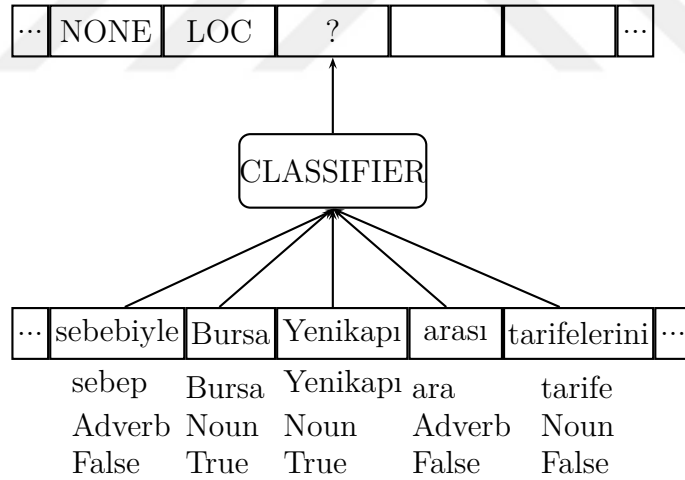 ... NONE LOC ? ...
CLASSIFIER
... sebebiyle Bursa Yenikapı arası tarifelerini ...
sebep Bursa Yenikapı ara tarife
Adverb Noun Noun Adverb Noun
False True True False False